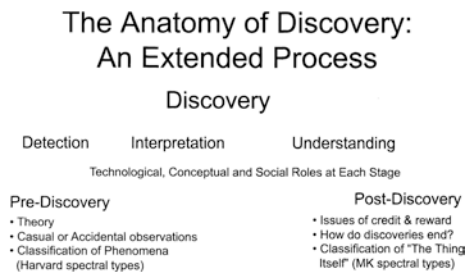 The Anatomy of Discovery:
An Extended Process
Discovery
Detection Interpretation Understanding
Technological, Conceptual and Social Roles at Each Stage
Pre-Discovery
• Theory
• Casual or Accidental observations
• Classification of Phenomena
(Harvard spectral types)
Post-Discovery
• Issues of credit & reward
• How do discoveries end?
• Classification of "The Thing
Itself" (MK spectral types)